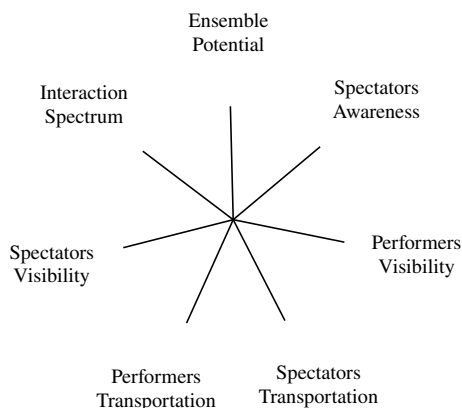 Ensemble
Potential
Spectators
Awareness
Interaction
Spectrum
Performers
Visibility
Spectators
Visibility
Spectators
Transportation
Performers
Transportation